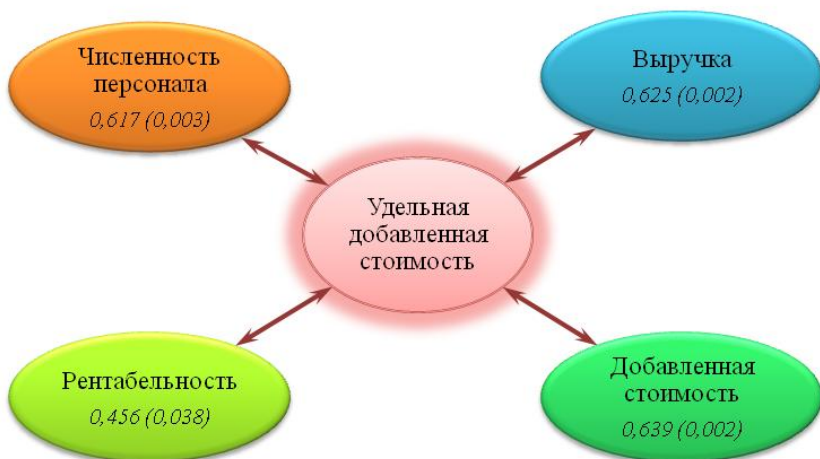 Численность
персонала
0,617 (0,003)
Выручка
0,625 (0,002)
Удельная
добавленная
стоимость
Рентабельность
0,456 (0,038)
Добавленная
стоимость
0,639 (0,002)